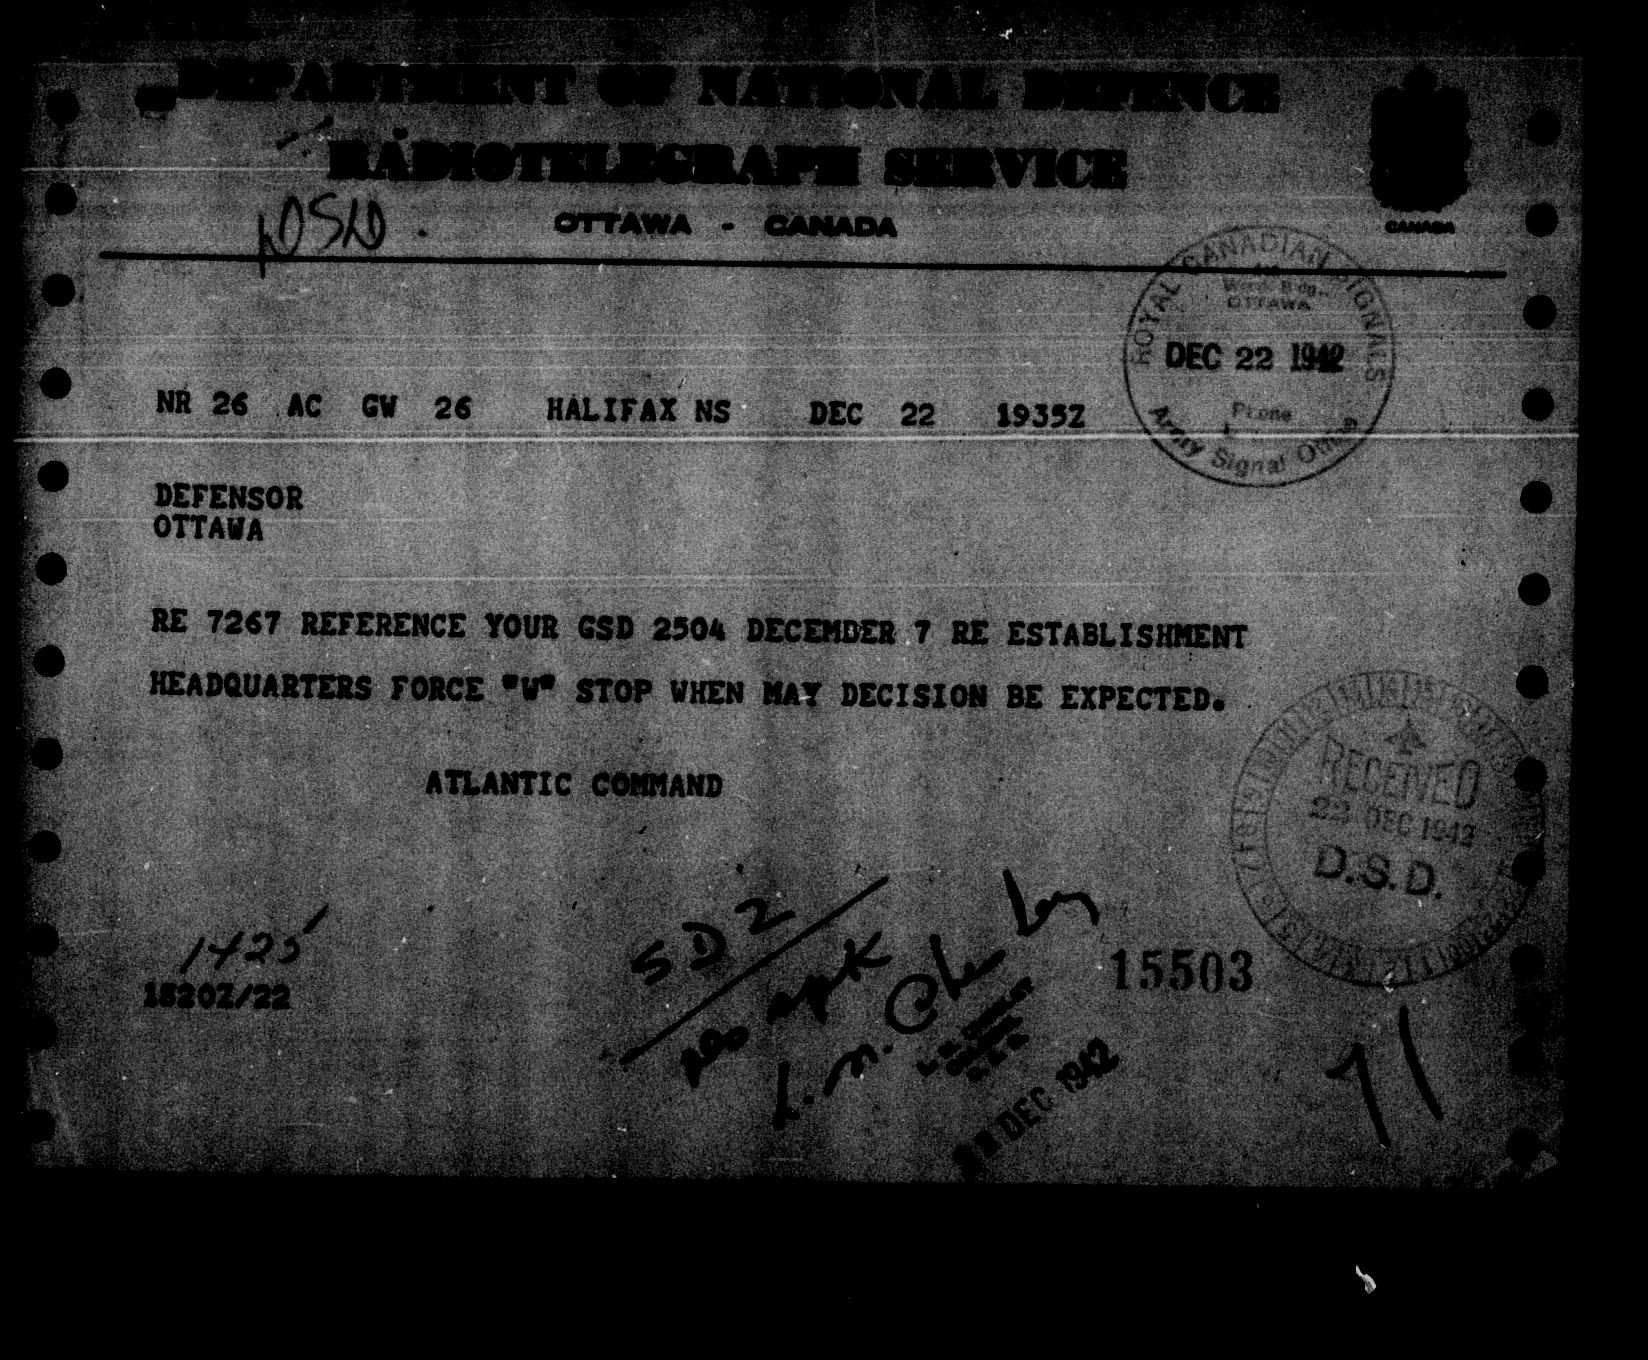 DEPARTMENT OF NATIONAL DEFENCE
RADIOTELEGRAPH SERVICE
OTTAWA - CANADA
CANADA
DSD.
ROYAL CANADIAN SIGNALS
Bldg.
OTTAWA
DEC 22 1942
Phone
Army Signal Office
NR 26 AC GW 26 HALIFAX NS DEC 22 1935Z
DEFENSOR
OTTAWA
RE 7267 REFERENCE YOUR GSD 2504 DECEMBER 7 RE ESTABLISHMENT
HEADQUARTERS FORCE "W" STOP WHEN MAY DECISION BE EXPECTED.
ATLANTIC COMMAND
RECEIVED
22 DEC 1942
D.S.D.
SD2
1425
1820Z/22
15503
DEC 1942
71